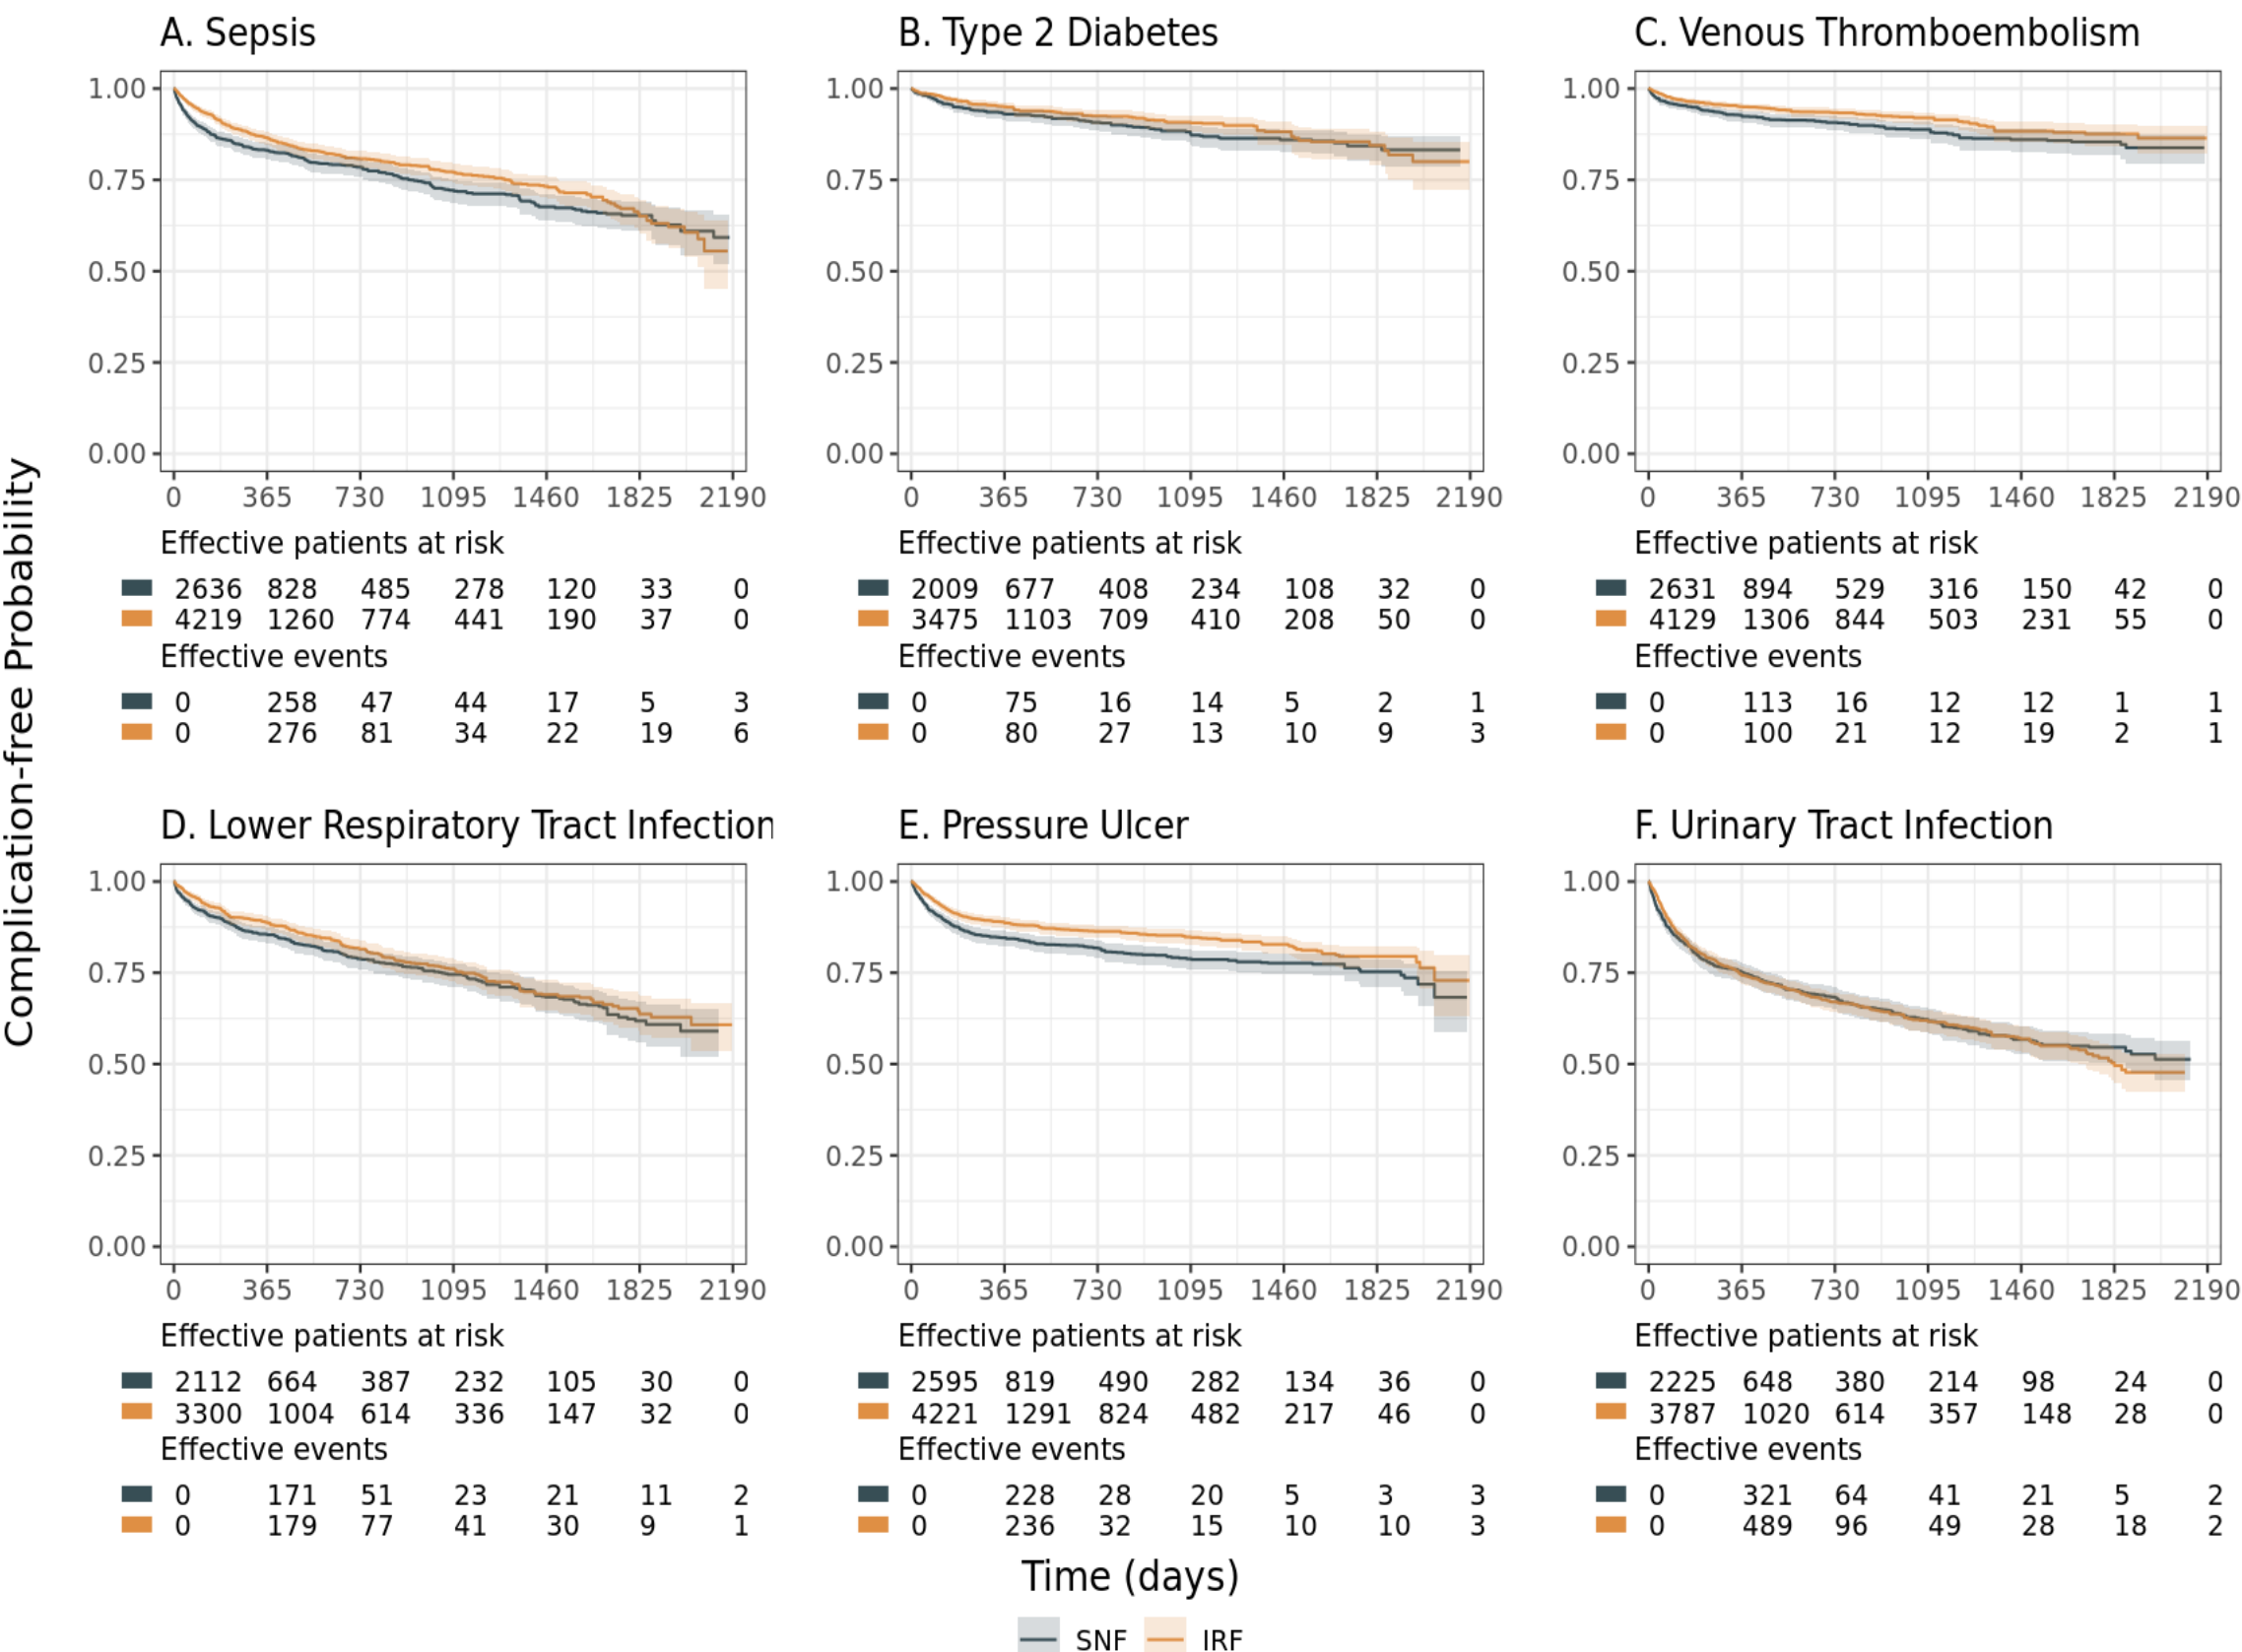 Complication-free Probability
A. Sepsis
1.00
0.75
0.50
0.25
0.00
0 365 730 1095 1460 1825 2190
Effective patients at risk
2636 828 485 278 120 33 0
4219 1260 774 441 190 37 0
Effective events
0 258 47 44 17 5 3
0 276 81 34 22 19 6
B. Type 2 Diabetes
1.00
0.75
0.50
0.25
0.00
0 365 730 1095 1460 1825 2190
Effective patients at risk
2009 677 408 234 108 32 0
3475 1103 709 410 208 50 0
Effective events
0 75 16 14 5 2 1
0 80 27 13 10 9 3
C. Venous Thromboembolism
1.00
0.75
0.50
0.25
0.00
0 365 730 1095 1460 1825 2190
Effective patients at risk
2631 894 529 316 150 42 0
4129 1306 844 503 231 55 0
Effective events
0 113 16 12 12 1 1
0 100 21 12 19 2 1
D. Lower Respiratory Tract Infection
1.00
0.75
0.50
0.25
0.00
0 365 730 1095 1460 1825 2190
Effective patients at risk
2112 664 387 232 105 30 0
3300 1004 614 336 147 32 0
Effective events
0 171 51 23 21 11 2
0 179 77 41 30 9 1
E. Pressure Ulcer
1.00
0.75
0.50
0.25
0.00
0 365 730 1095 1460 1825 2190
Effective patients at risk
2595 819 490 282 134 36 0
4221 1291 824 482 217 46 0
Effective events
0 228 28 20 5 3 3
0 236 32 15 10 10 3
F. Urinary Tract Infection
1.00
0.75
0.50
0.25
0.00
0 365 730 1095 1460 1825 2190
Effective patients at risk
2225 648 380 214 98 24 0
3787 1020 614 357 148 28 0
Effective events
0 321 64 41 21 5 2
0 489 96 49 28 18 2
Time (days)
SNF IRF